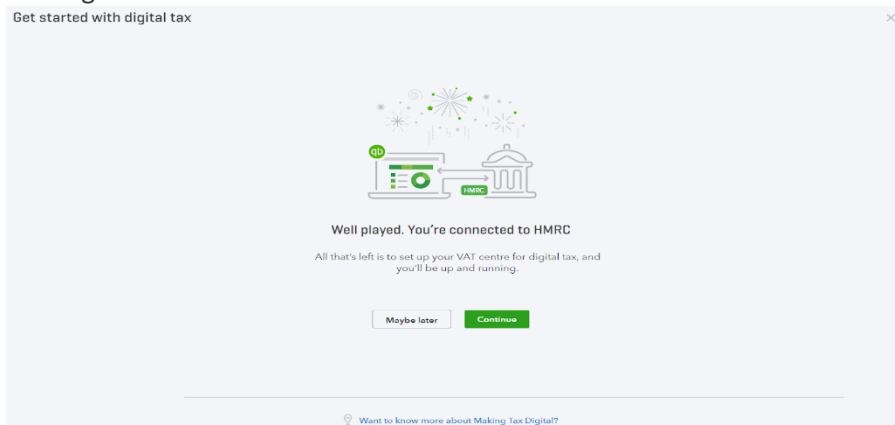 Get started with digital tax
qb
HMRC
Well played. You're connected to HMRC
All that's left is to set up your VAT centre for digital tax, and
you'll be up and running.
Maybe later Continue
Want to know more about Making Tax Digital?